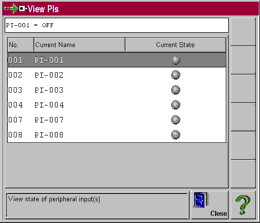 View PIs
PI-001 = OFF
No. Current Name Current State
001 PI-001
002 PI-002
003 PI-003
004 PI-004
007 PI-007
008 PI-008
View state of peripheral input(s)
Close
?